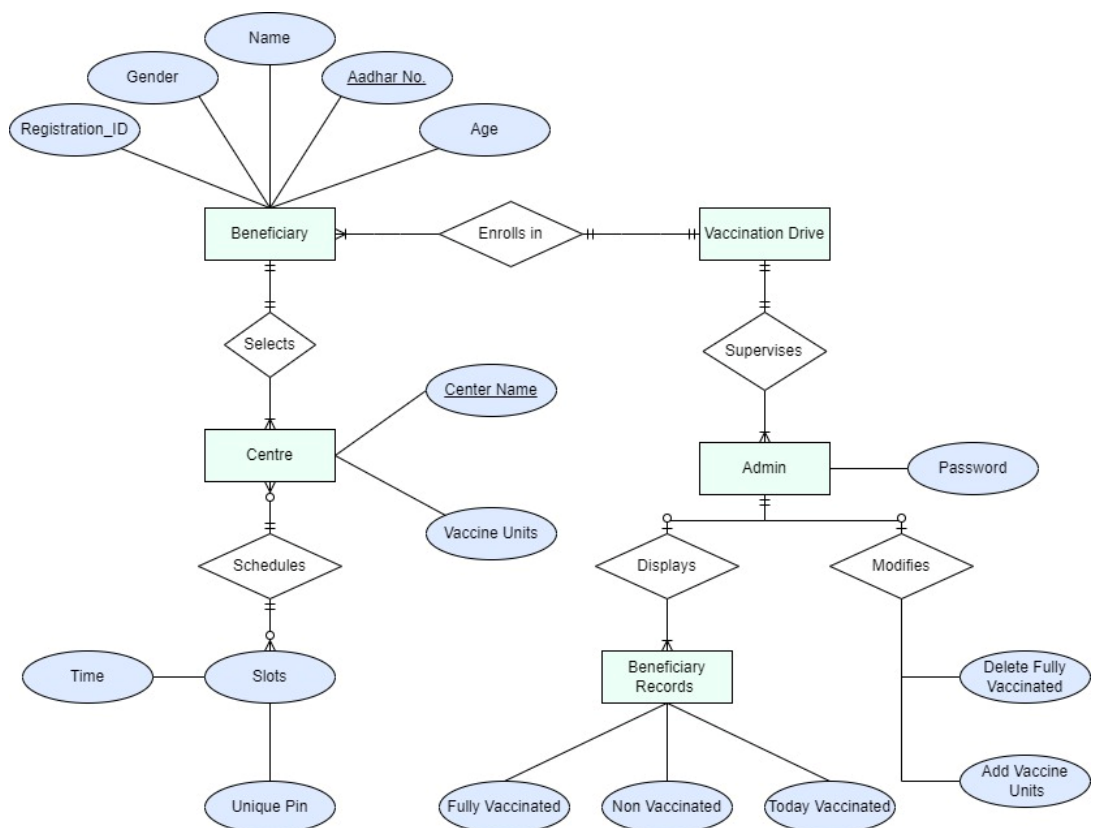 Name
Gender
Aadhar No.
Registration_ID
Age
Beneficiary
Enrolls in
Vaccination Drive
Selects
Supervises
Center Name
Centre
Admin
Password
Vaccine Units
Schedules
Displays
Modifies
Time
Slots
Beneficiary
Records
Delete Fully
Vaccinated
Unique Pin
Fully Vaccinated
Non Vaccinated
Today Vaccinated
Add Vaccine
Units